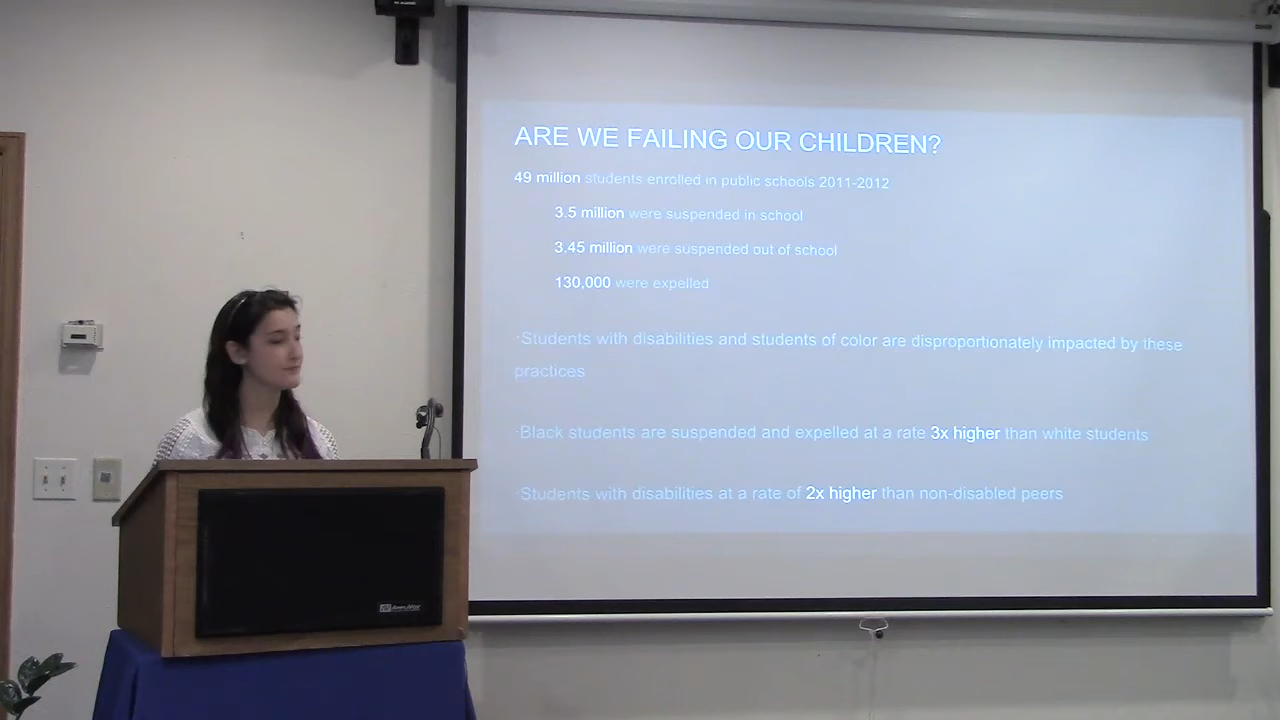 ARE WE FAILING OUR CHILDREN?
49 million students enrolled in public schools 2011-2012
3.5 million were suspended in school
3.45 million were suspended out of school
130,000 were expelled
·Students with disabilities and students of color are disproportionately impacted by these
practices
·Black students are suspended and expelled at a rate 3x higher than white students
·Students with disabilities at a rate of 2x higher than non-disabled peers